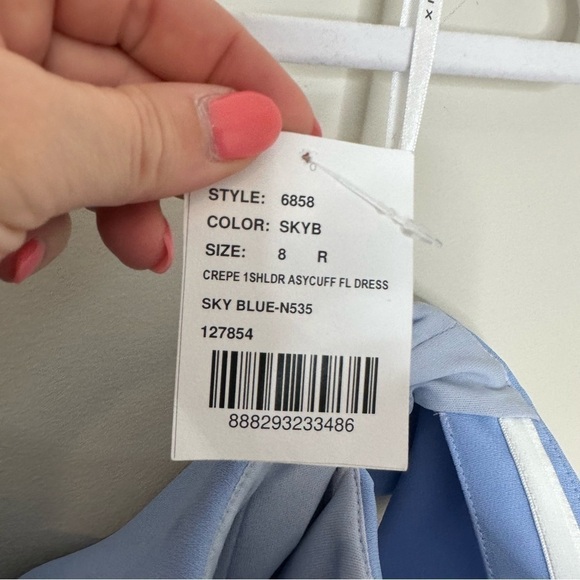 STYLE: 6858
COLOR: SKYB
SIZE: 8 R
CREPE 1SHLDR ASYCUFF FL DRESS
SKY BLUE-N535
127854
888293233486